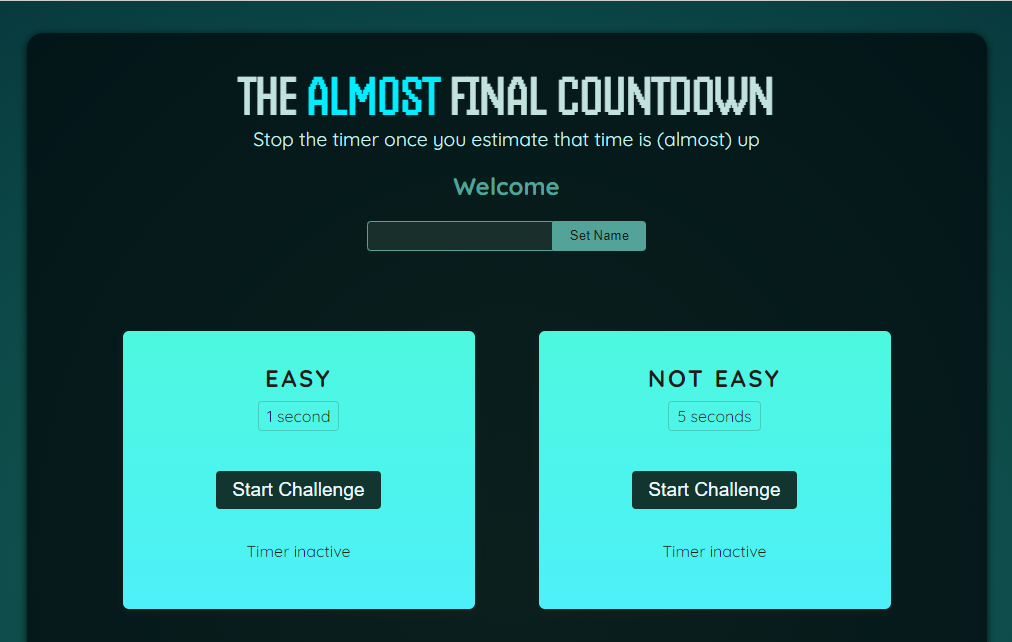 THE ALMOST FINAL COUNTDOWN
Stop the timer once you estimate that time is (almost) up
Welcome
Set Name
EASY
1 second
Start Challenge
Timer inactive
NOT EASY
5 seconds
Start Challenge
Timer inactive